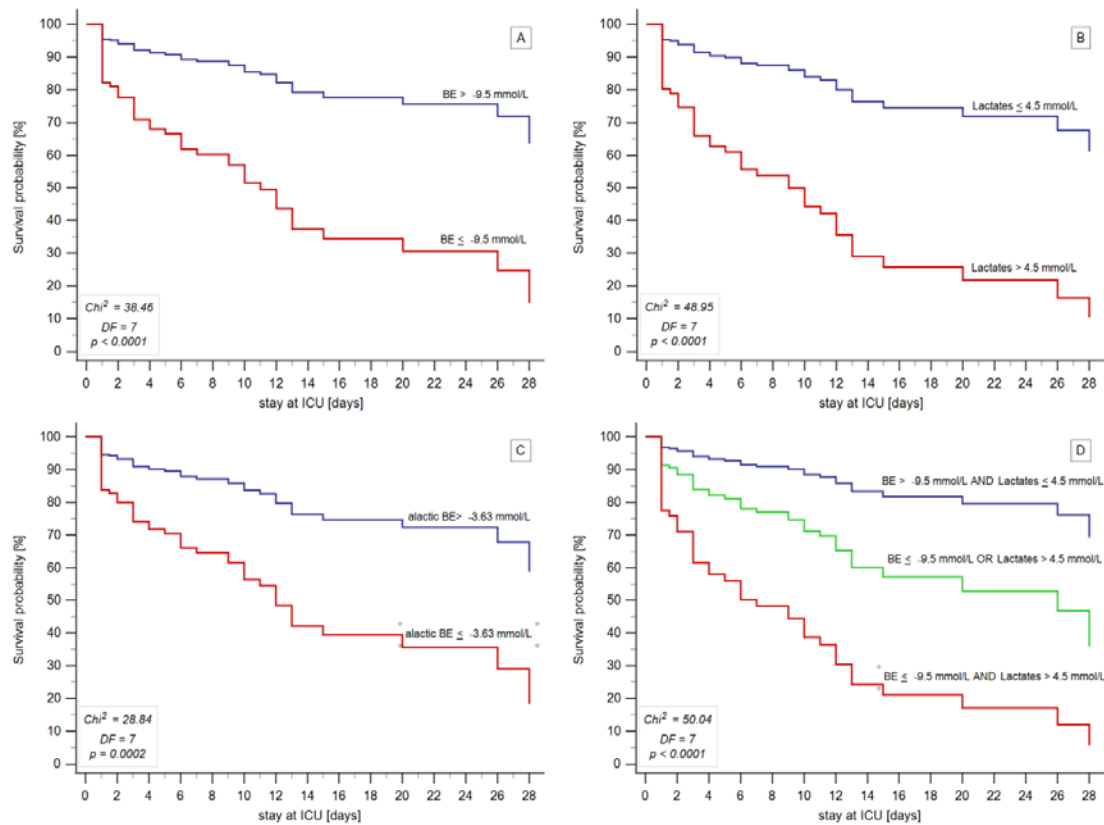 A
Survival probability [%]
100
90
80
70
60
50
40
30
20
10
0
BE > -9.5 mmol/L
BE ≤ -9.5 mmol/L
Chi² = 38.46
DF = 7
p < 0.0001
0 2 4 6 8 10 12 14 16 18 20 22 24 26 28
stay at ICU [days]
B
Survival probability [%]
100
90
80
70
60
50
40
30
20
10
0
Lactates ≤ 4.5 mmol/L
Lactates > 4.5 mmol/L
Chi² = 48.95
DF = 7
p < 0.0001
0 2 4 6 8 10 12 14 16 18 20 22 24 26 28
stay at ICU [days]
C
Survival probability [%]
100
90
80
70
60
50
40
30
20
10
0
alactic BE> -3.63 mmol/L
alactic BE ≤ -3.63 mmol/L
Chi² = 28.84
DF = 7
p = 0.0002
0 2 4 6 8 10 12 14 16 18 20 22 24 26 28
stay at ICU [days]
D
Survival probability [%]
100
90
80
70
60
50
40
30
20
10
0
BE > -9.5 mmol/L AND Lactates ≤ 4.5 mmol/L
BE ≤ -9.5 mmol/L OR Lactates > 4.5 mmol/L
BE ≤ -9.5 mmol/L AND Lactates > 4.5 mmol/L
Chi² = 50.04
DF = 7
p < 0.0001
0 2 4 6 8 10 12 14 16 18 20 22 24 26 28
stay at ICU [days]